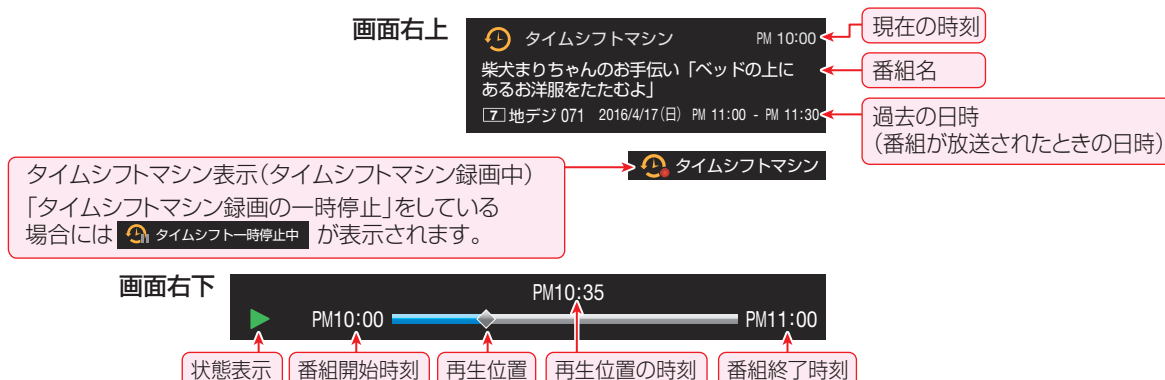 画面右上
タイムシフトマシン PM 10:00
現在の時刻
柴犬まりちゃんのお手伝い「ベッドの上に
あるお洋服をたたむよ」
番組名
7 地デジ 071 2016/4/17(日) PM 11:00 - PM 11:30
過去の日時
(番組が放送されたときの日時)
タイムシフトマシン
タイムシフトマシン表示(タイムシフトマシン録画中)
「タイムシフトマシン録画の一時停止」をしている
場合には タイムシフト一時停止中 が表示されます。
画面右下
PM10:35
PM10:00 PM11:00
状態表示 番組開始時刻 再生位置 再生位置の時刻 番組終了時刻